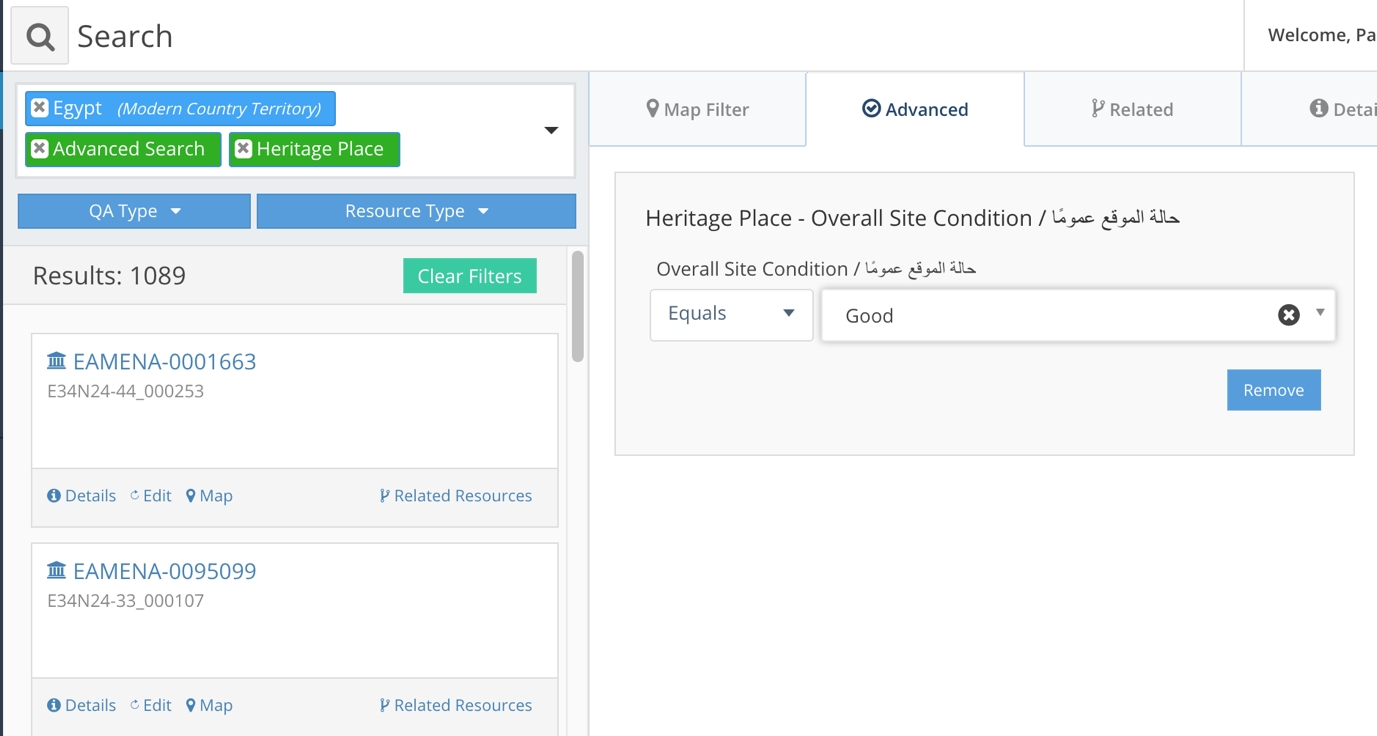 Search
Welcome, Pa
Egypt (Modern Country Territory)
Advanced Search Heritage Place
QA Type Resource Type
Results: 1089 Clear Filters
EAMENA-0001663
E34N24-44_000253
Details Edit Map Related Resources
EAMENA-0095099
E34N24-33_000107
Details Edit Map Related Resources
Map Filter Advanced Related Detai
Heritage Place - Overall Site Condition / حالة الموقع عمومًا
Overall Site Condition / حالة الموقع عمومًا
Equals Good
Remove